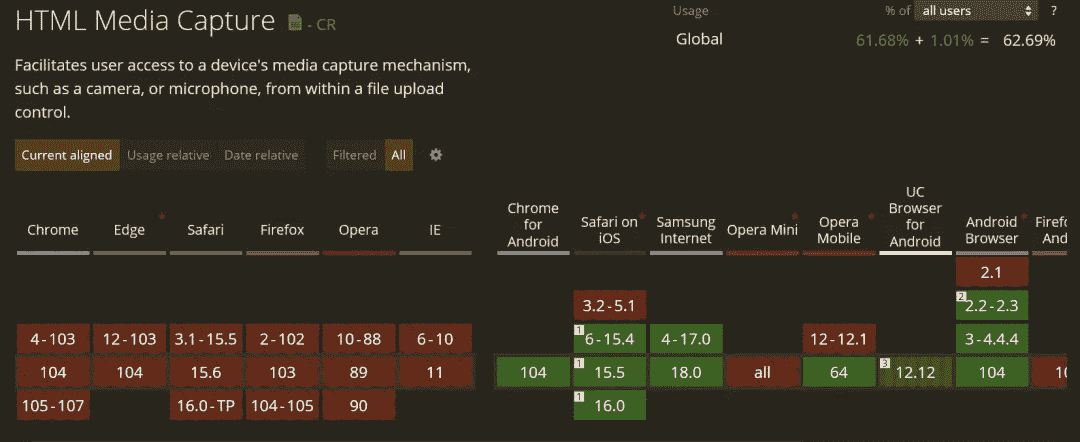 HTML Media Capture - CR
Usage % of all users ?
Global 61.68% + 1.01% = 62.69%
Facilitates user access to a device's media capture mechanism,
such as a camera, or microphone, from within a file upload
control.
Current aligned Usage relative Date relative Filtered All
Chrome Edge * Safari Firefox Opera IE
Chrome
for
Android
Safari on *
iOS
Samsung
Internet
Opera Mini *
Opera *
Mobile
UC
Browser
for
Android
Android *
Browser
2.1
3.2-5.1 2 2.2-2.3
4-103 12-103 3.1-15.5 2-102 10-88 6-10 1 6-15.4 4-17.0 12-12.1 3-4.4.4
104 104 15.6 103 89 11 104 1 15.5 18.0 all 64 3 12.12 104
105-107 16.0-TP 104-105 90 1 16.0